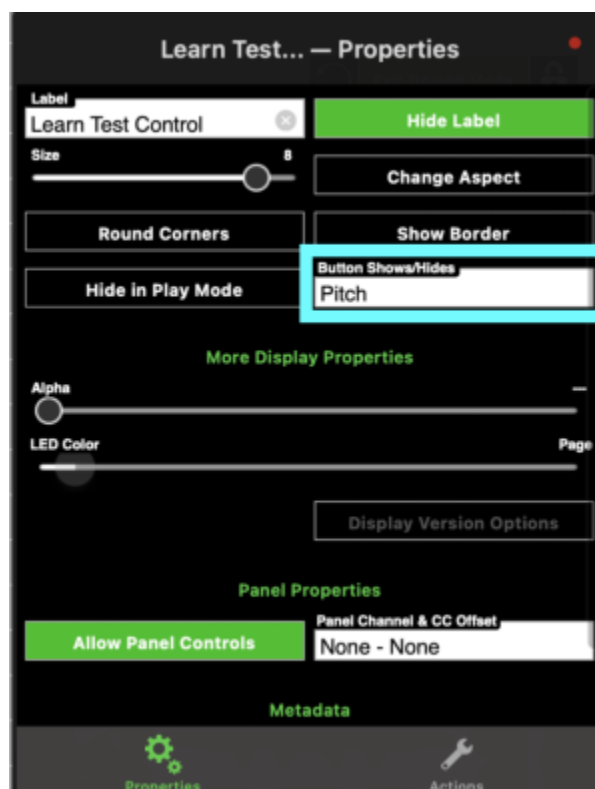 Learn Test... — Properties
Label
Learn Test Control
Hide Label
Size 8
Change Aspect
Round Corners
Show Border
Hide in Play Mode
Button Shows/Hides
Pitch
More Display Properties
Alpha —
LED Color Page
Display Version Options
Panel Properties
Allow Panel Controls
Panel Channel & CC Offset
None - None
Metadata
Properties
Actions